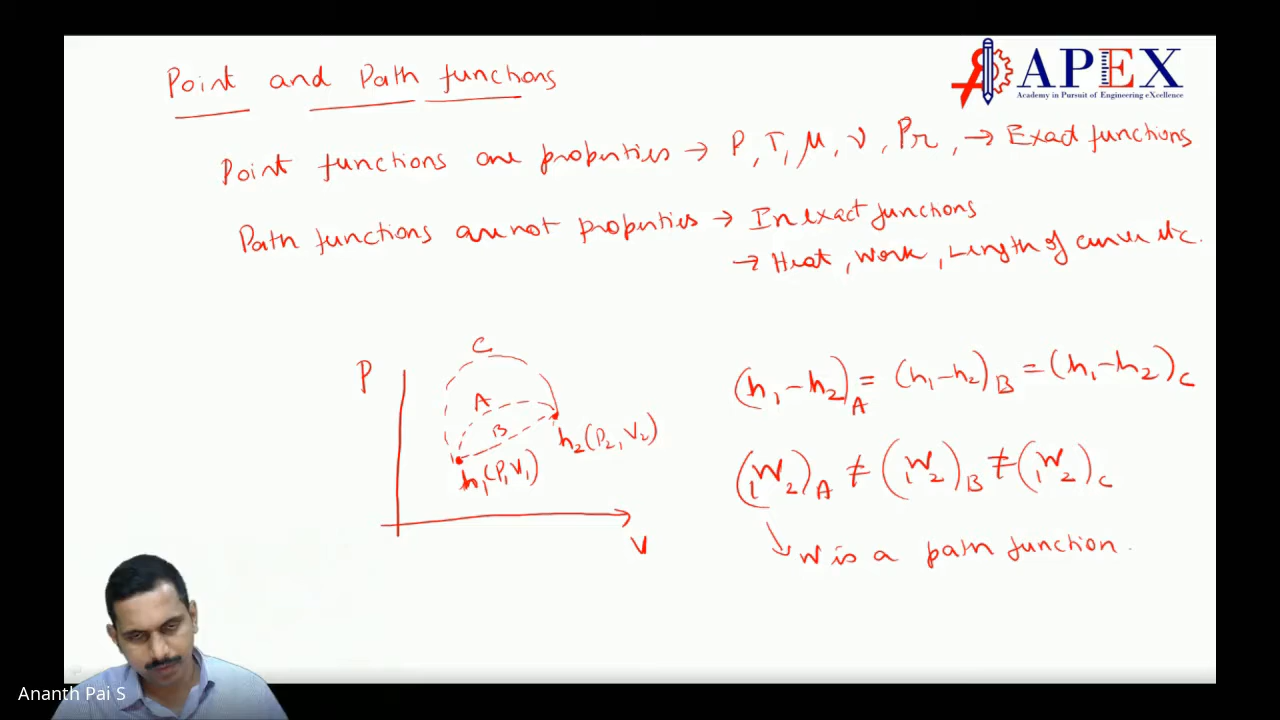 Point and Path functions
APEX
Academy in Pursuit of Engineering eXcellence
Point functions are properties → P, T, μ, ν, Pr, → Exact functions
Path functions are not properties → Inexact functions
→ Heat, Work, Length of curve etc.
P
C
A
B
h₂(P₂, V₂)
h₁(P₁V₁)
V
(h₁-h₂)A = (h₁-h₂)B = (h₁-h₂)C
(₁W₂)A ≠ (₁W₂)B ≠ (₁W₂)C
↘ W is a path function.
Ananth Pai S